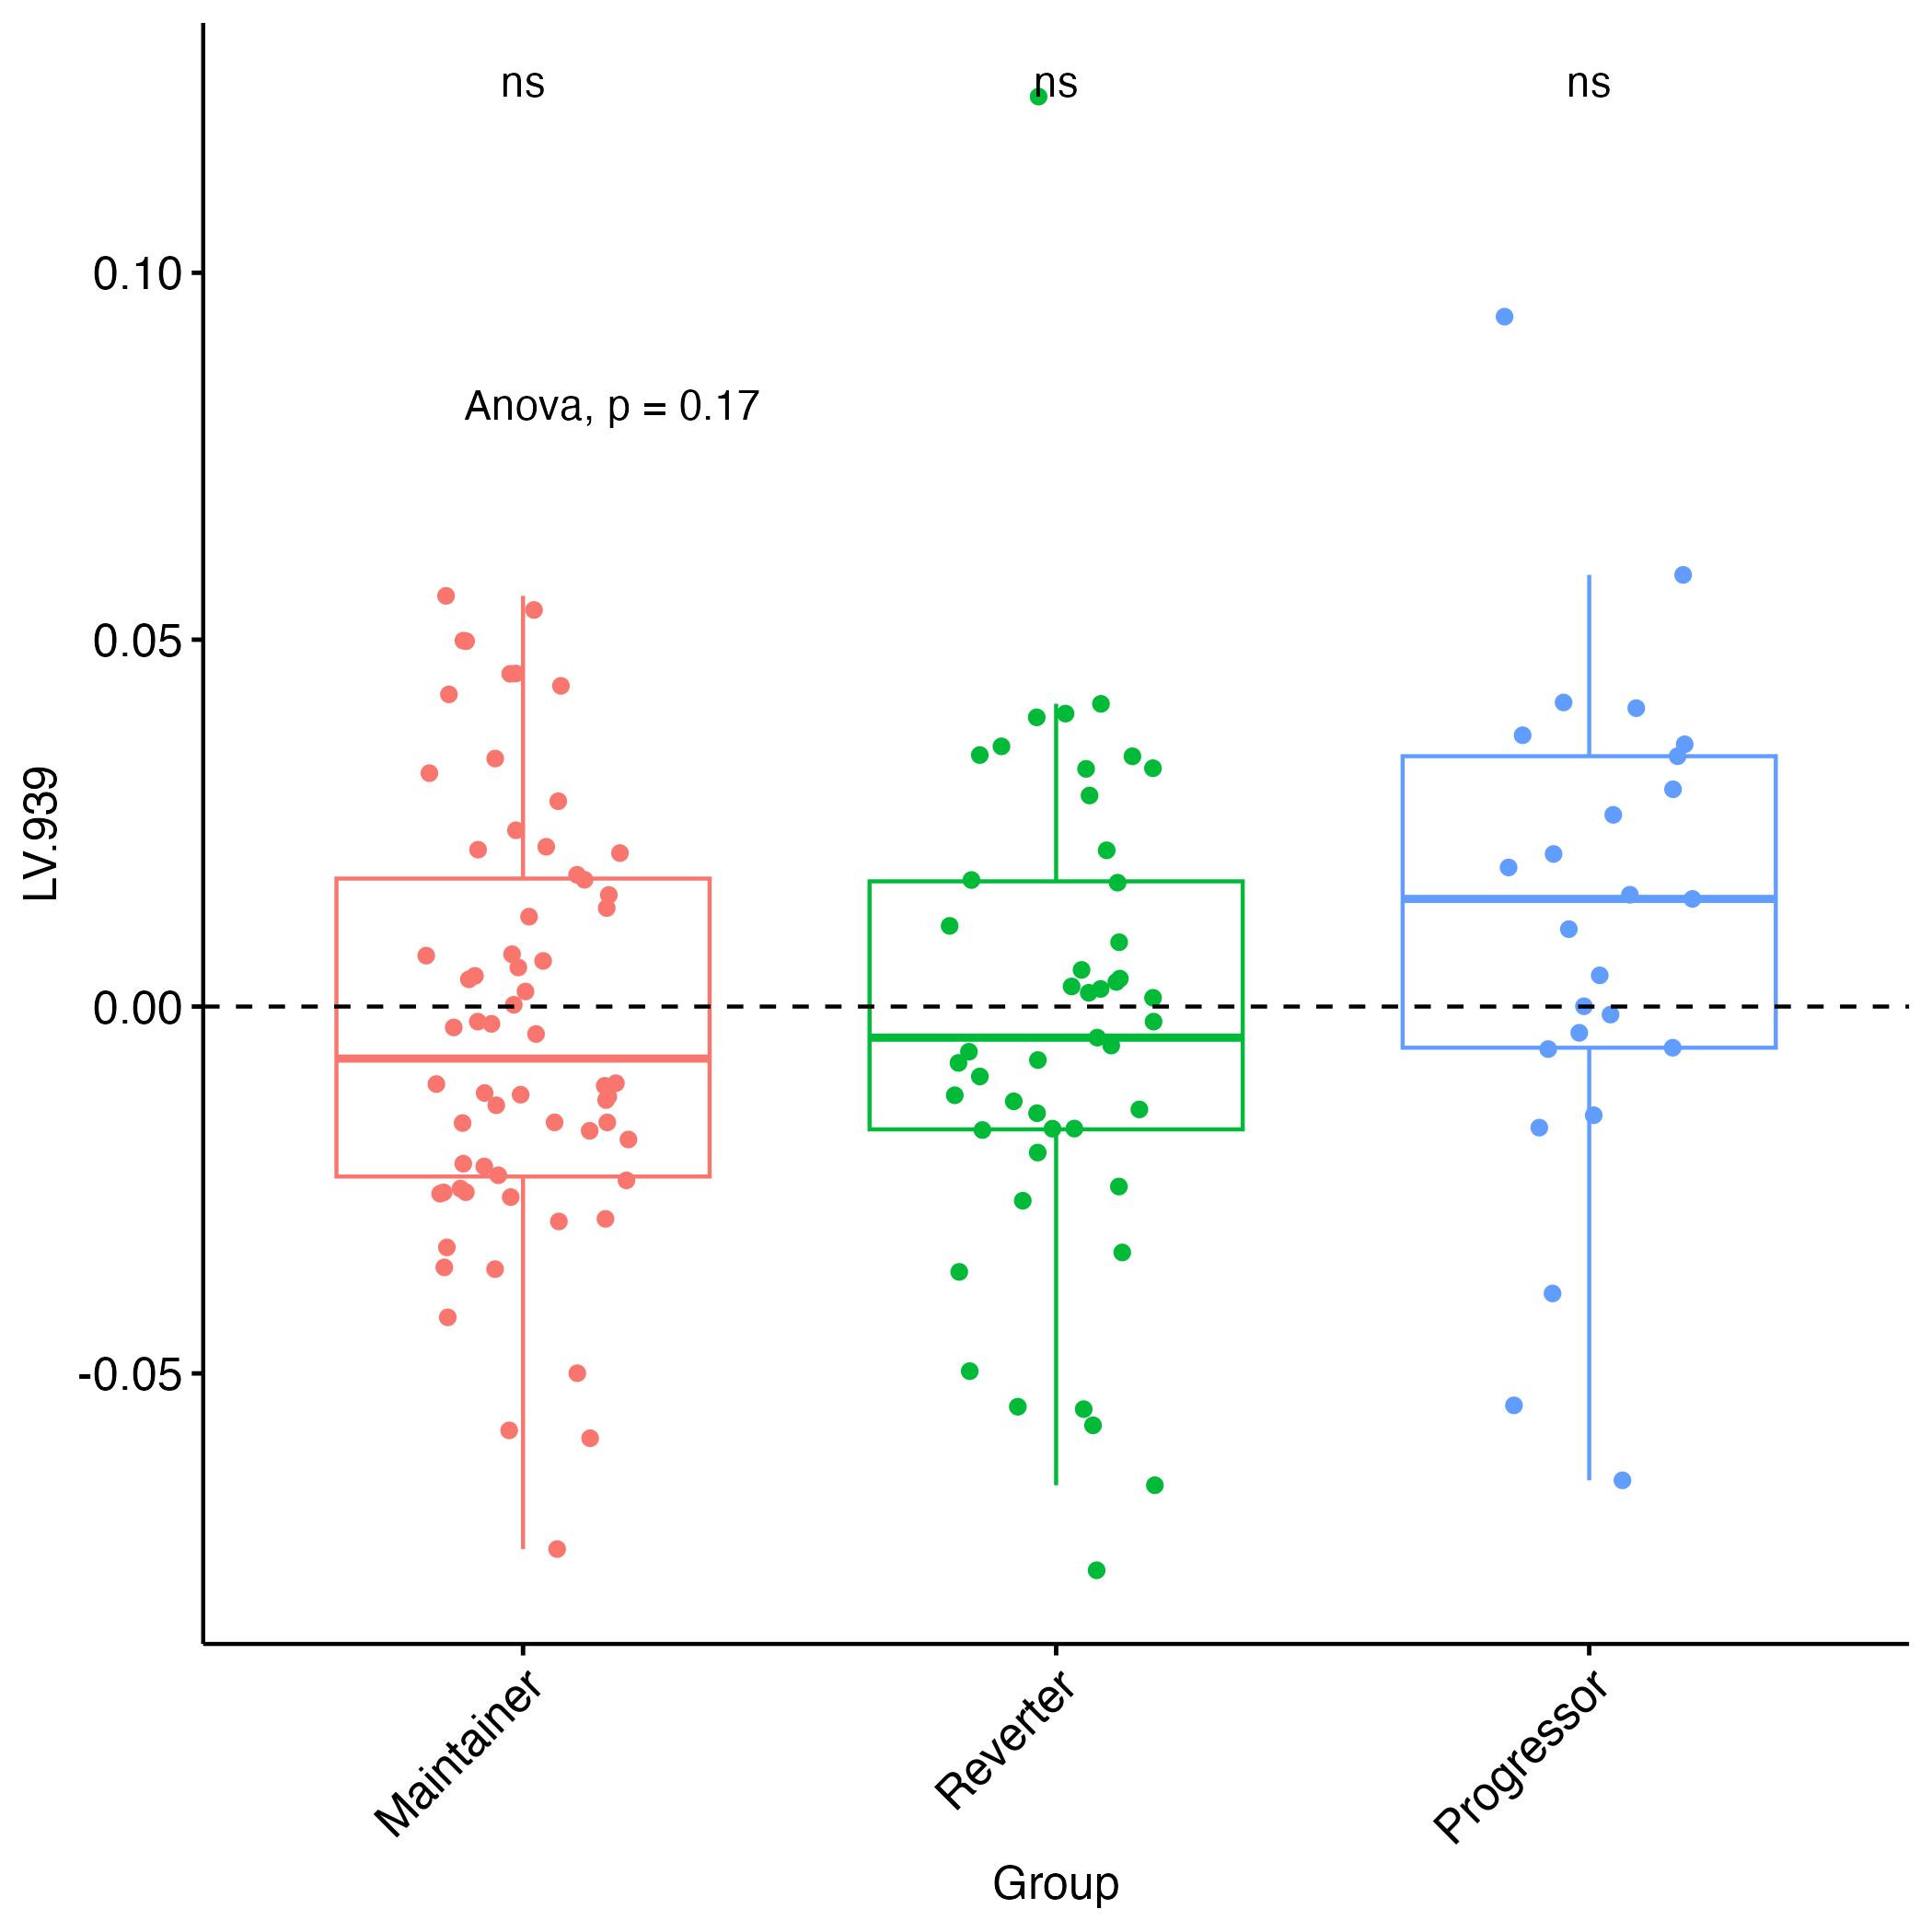 ns ns ns
0.10
Anova, p = 0.17
0.05
LV.939
0.00
-0.05
Maintainer Reverter Progressor
Group